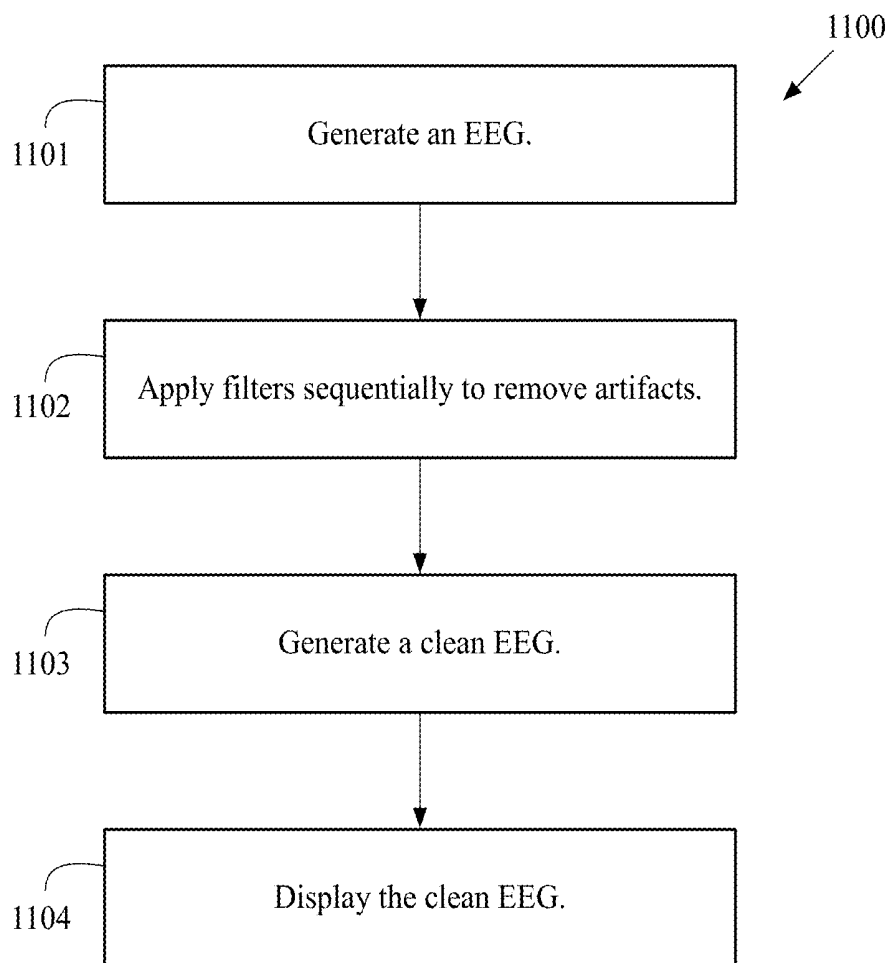 1100
Generate an EEG.
1101
Apply filters sequentially to remove artifacts.
1102
Generate a clean EEG.
1103
Display the clean EEG.
1104